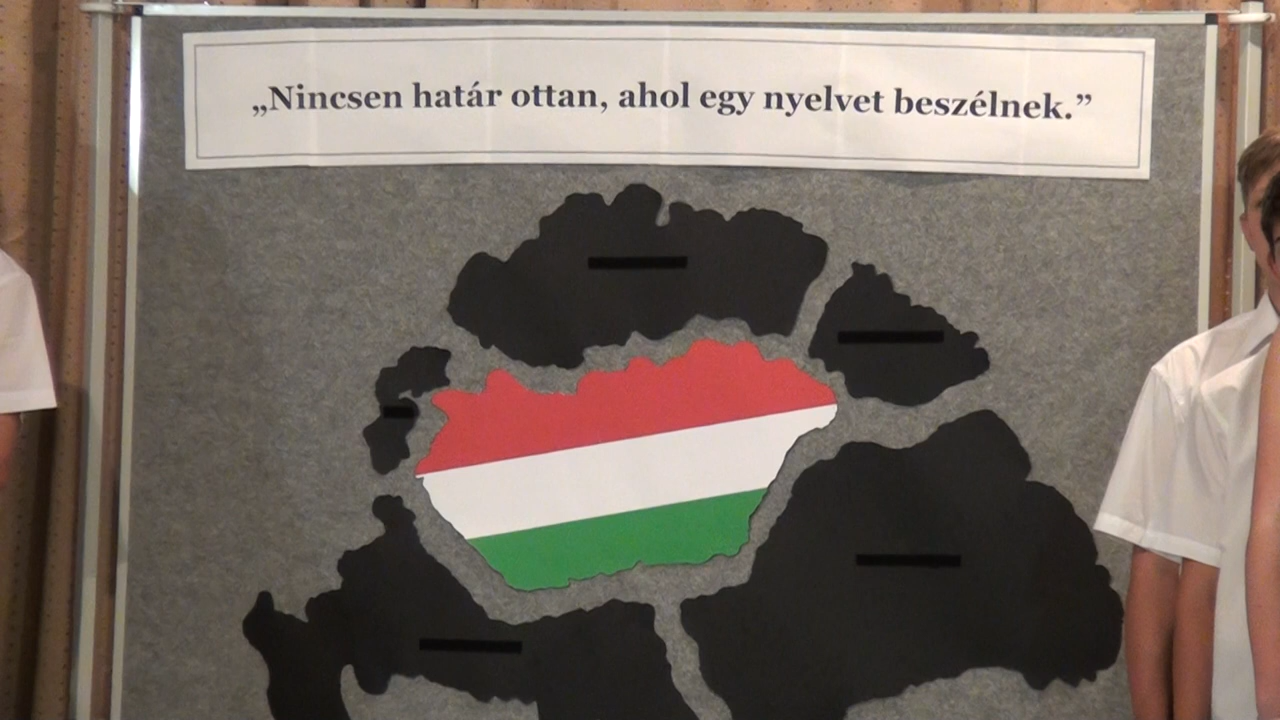 „Nincsen határ ottan, ahol egy nyelvet beszélnek.”